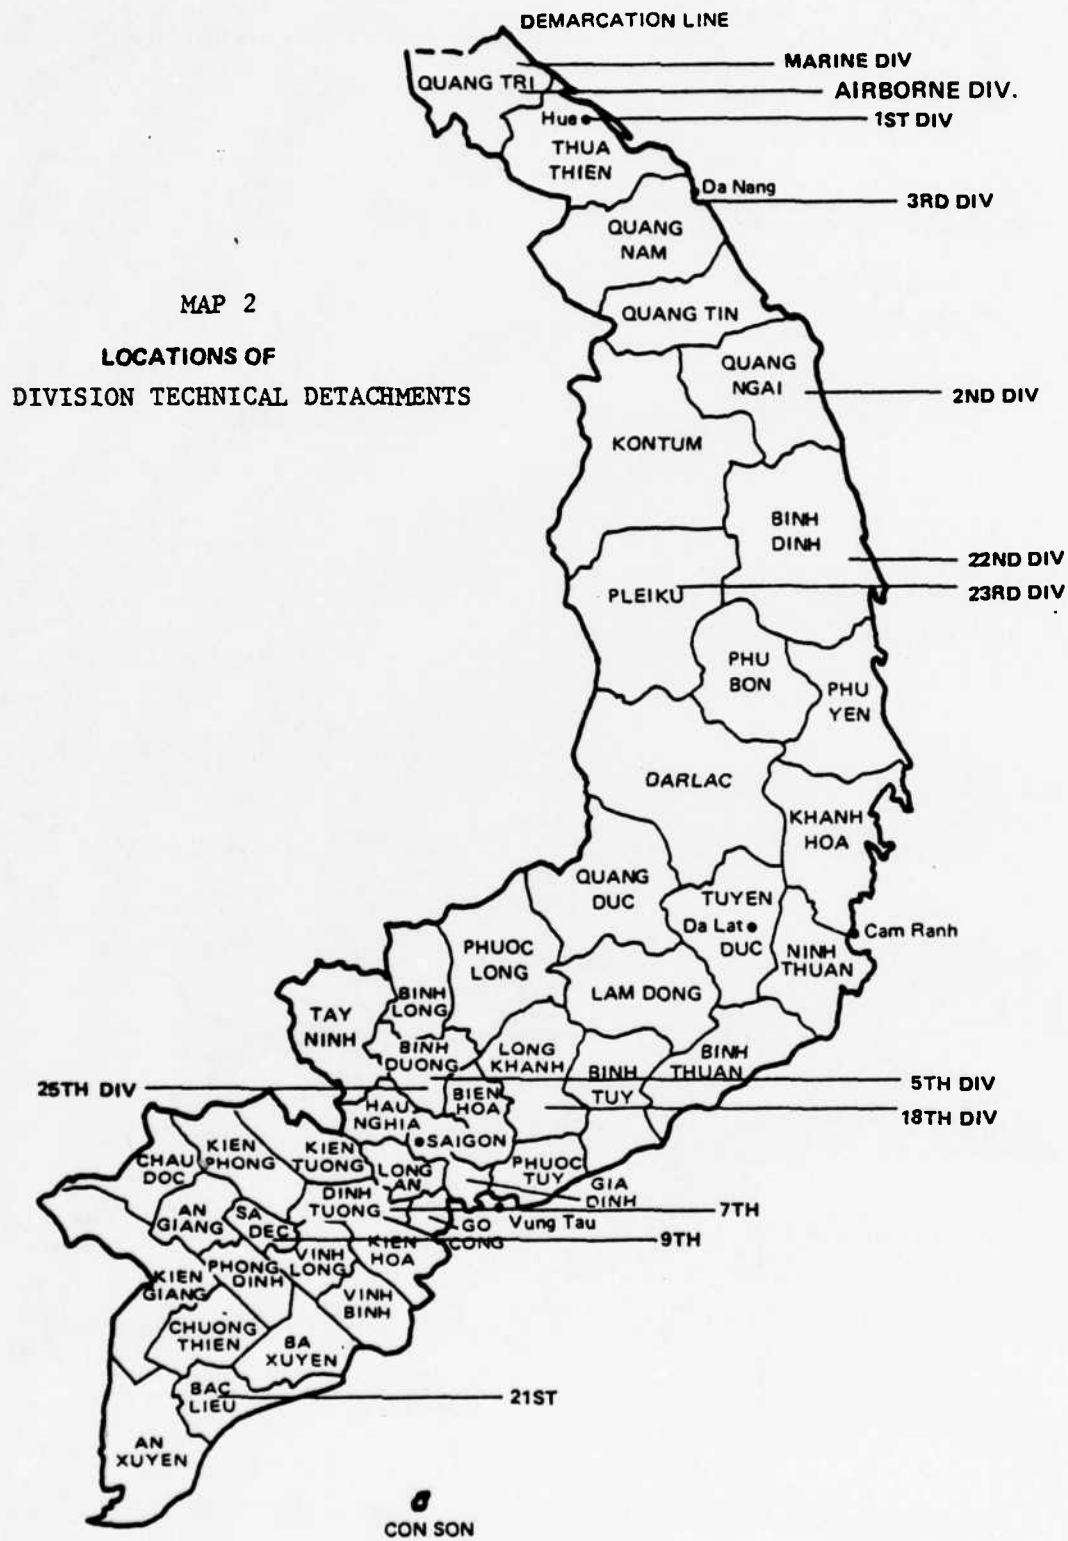 DEMARCATION LINE
MARINE DIV
QUANG TRI
AIRBORNE DIV.
Hue
1ST DIV
THUA
THIEN
Da Nang
3RD DIV
QUANG
NAM
MAP 2
QUANG TIN
LOCATIONS OF
DIVISION TECHNICAL DETACHMENTS
QUANG
NGAI
2ND DIV
KONTUM
BINH
DINH
22ND DIV
PLEIKU
23RD DIV
PHU
BON
PHU
YEN
DARLAC
KHANH
HOA
QUANG
DUC
TUYEN
Da Lat
DUC
Cam Ranh
NINH
THUAN
PHUOC
LONG
LAM DONG
BINH
LONG
TAY
NINH
BINH
DUONG
LONG
KHANH
BINH
THUAN
BINH
TUY
25TH DIV
5TH DIV
BIEN
HOA
18TH DIV
HAU
NGHIA
SAIGON
KIEN
PHONG
KIEN
TUONG
CHAU
DOC
LONG
AN
PHUOC
TUY
GIA
DINH
DINH
TUONG
7TH
AN
GIANG
SA
DEC
GO
CONG
Vung Tau
9TH
KIEN
HOA
VINH
LONG
PHONG
DINH
KIEN
GIANG
VINH
BINH
CHUONG
THIEN
BA
XUYEN
BAC
LIEU
21ST
AN
XUYEN
CON SON